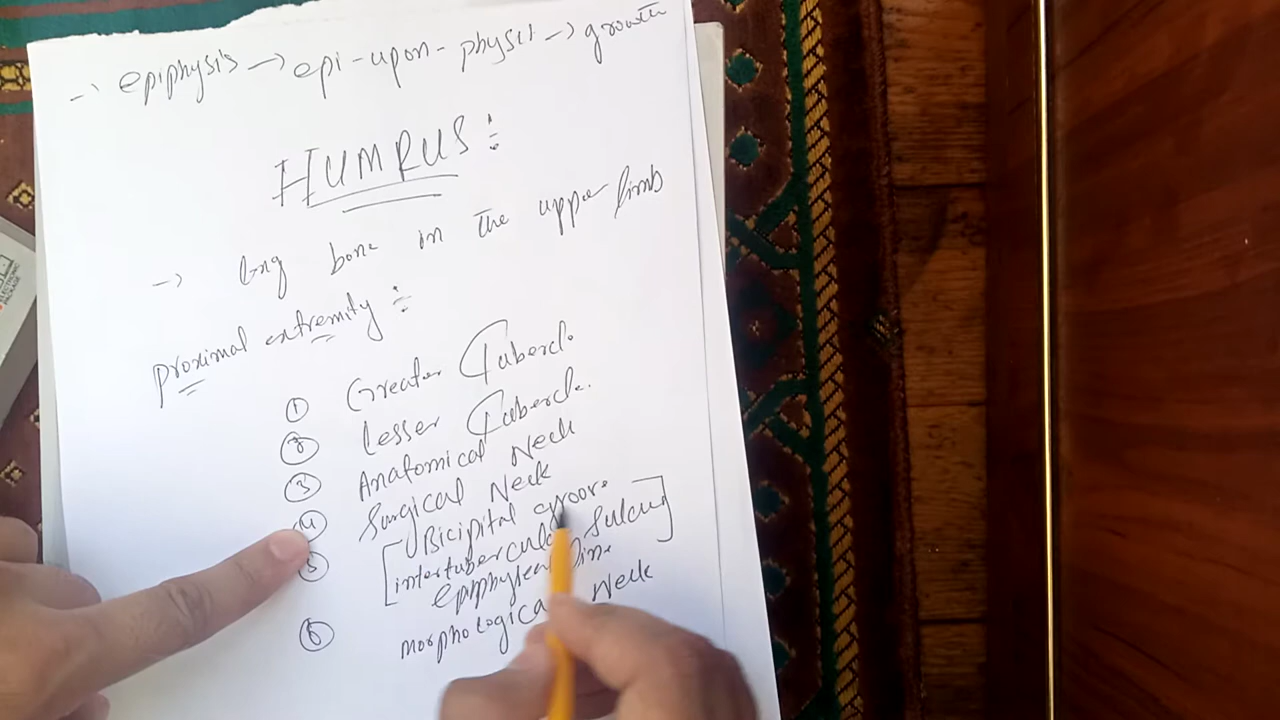 -> epiphysis -> epi-upon- physis -> growth
HUMRUS:
-> long bone in the upper limb
proximal extremity:
① Greater Tubercle
② Lesser Tubercle.
③ Anatomical Neck
④ Surgical Neck
⑤ [Bicipital groove
intertubercular Sulcus]
epiphyseal line
⑥ morphological Neck